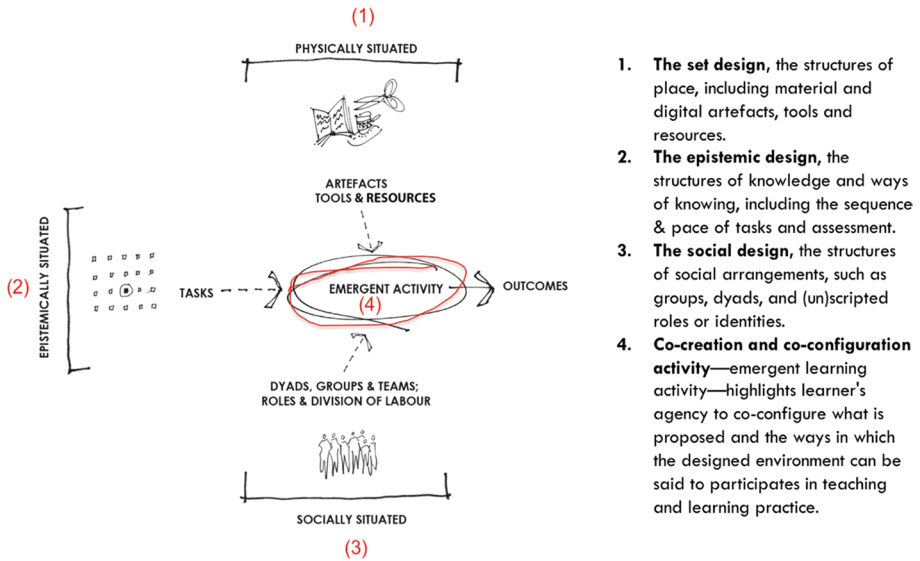 (1)
PHYSICALLY SITUATED
ARTEFACTS
TOOLS & RESOURCES
(2)
EPISTEMICALLY SITUATED
TASKS
EMERGENT ACTIVITY
(4)
OUTCOMES
DYADS, GROUPS & TEAMS;
ROLES & DIVISION OF LABOUR
SOCIALLY SITUATED
(3)
1. The set design, the structures of
place, including material and
digital artefacts, tools and
resources.
2. The epistemic design, the
structures of knowledge and ways
of knowing, including the sequence
& pace of tasks and assessment.
3. The social design, the structures
of social arrangements, such as
groups, dyads, and (un)scripted
roles or identities.
4. Co-creation and co-configuration
activity—emergent learning
activity—highlights learner's
agency to co-configure what is
proposed and the ways in which
the designed environment can be
said to participates in teaching
and learning practice.